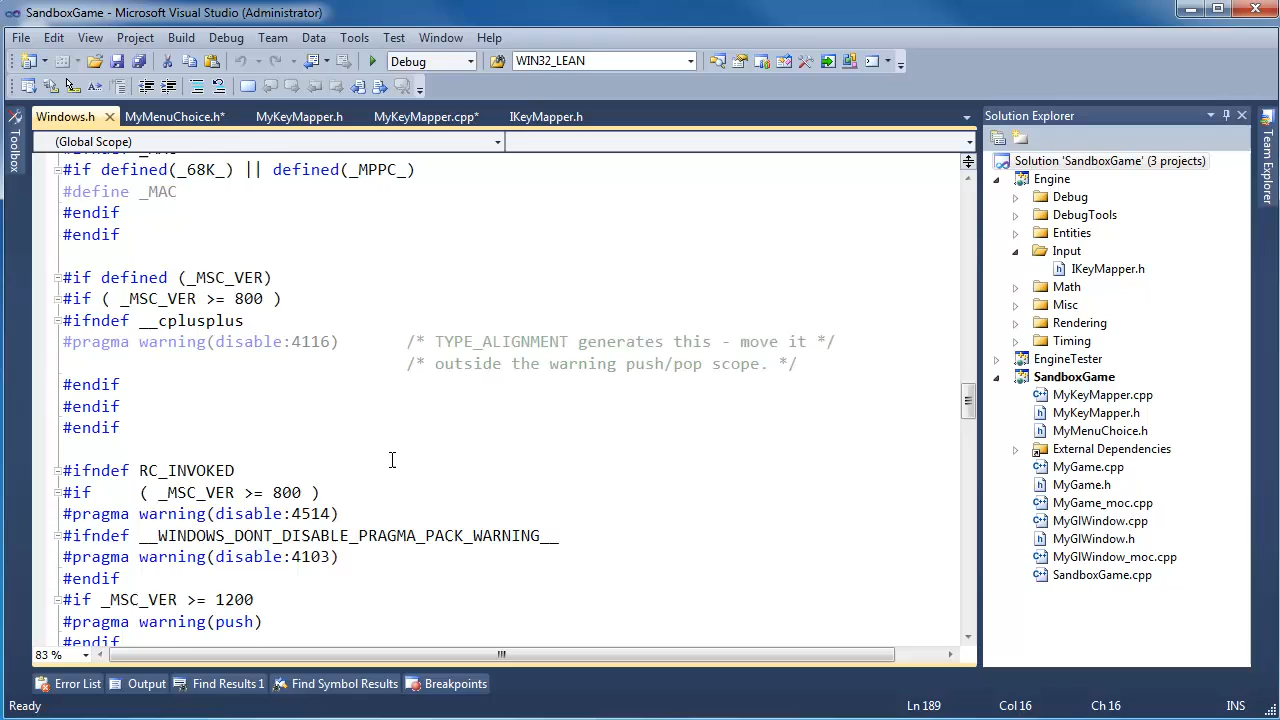 SandboxGame - Microsoft Visual Studio (Administrator)
File Edit View Project Build Debug Team Data Tools Test Window Help
Debug WIN32_LEAN
Windows.h MyMenuChoice.h* MyKeyMapper.h MyKeyMapper.cpp* IKeyMapper.h
(Global Scope)
#if defined(_68K_) || defined(_MPPC_)
#define _MAC
#endif
#endif
#if defined (_MSC_VER)
#if ( _MSC_VER >= 800 )
#ifndef __cplusplus
#pragma warning(disable:4116) /* TYPE_ALIGNMENT generates this - move it */
/* outside the warning push/pop scope. */
#endif
#endif
#endif
#ifndef RC_INVOKED
#if ( _MSC_VER >= 800 )
#pragma warning(disable:4514)
#ifndef __WINDOWS_DONT_DISABLE_PRAGMA_PACK_WARNING__
#pragma warning(disable:4103)
#endif
#if _MSC_VER >= 1200
#pragma warning(push)
#endif
83 %
Toolbox
Solution Explorer
Solution 'SandboxGame' (3 projects)
Engine
Debug
DebugTools
Entities
Input
IKeyMapper.h
Math
Misc
Rendering
Timing
EngineTester
SandboxGame
MyKeyMapper.cpp
MyKeyMapper.h
MyMenuChoice.h
External Dependencies
MyGame.cpp
MyGame.h
MyGame_moc.cpp
MyGlWindow.cpp
MyGlWindow.h
MyGlWindow_moc.cpp
SandboxGame.cpp
Team Explorer
Error List Output Find Results 1 Find Symbol Results Breakpoints
Ready Ln 189 Col 16 Ch 16 INS